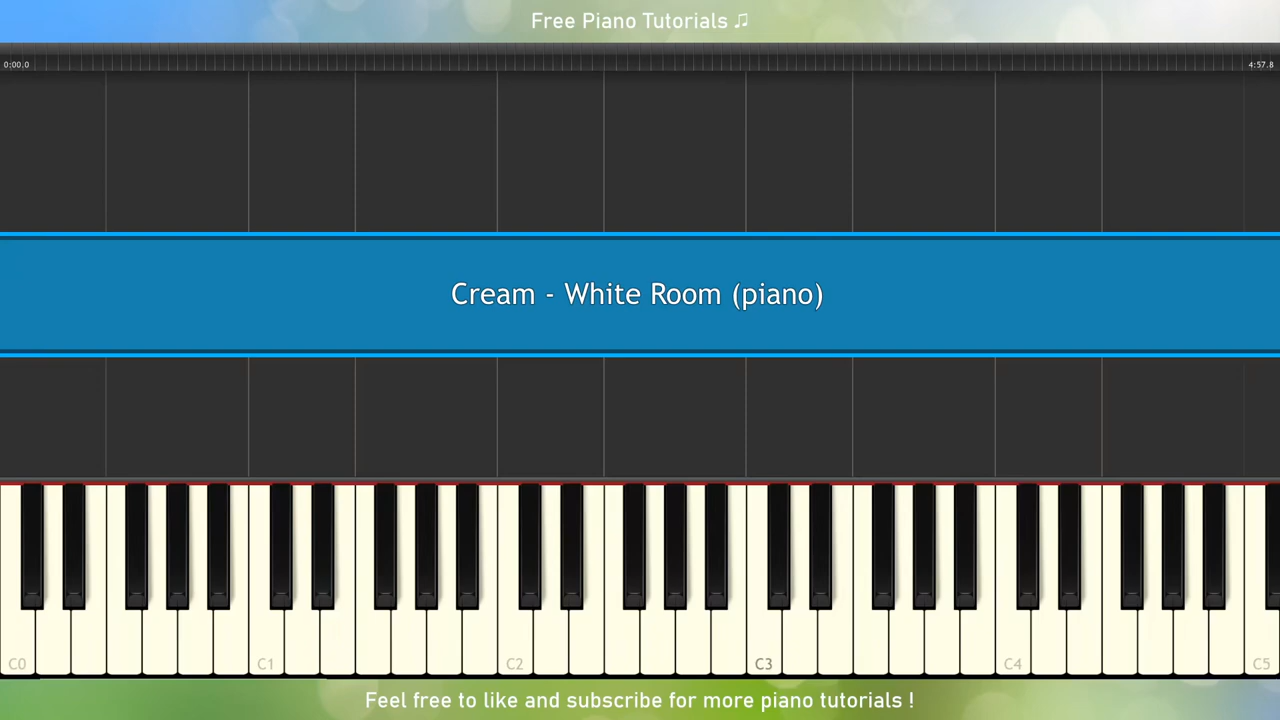 Free Piano Tutorials ♫
0:00.0 4:57.8
Cream - White Room (piano)
C0 C1 C2 C3 C4 C5
Feel free to like and subscribe for more piano tutorials !